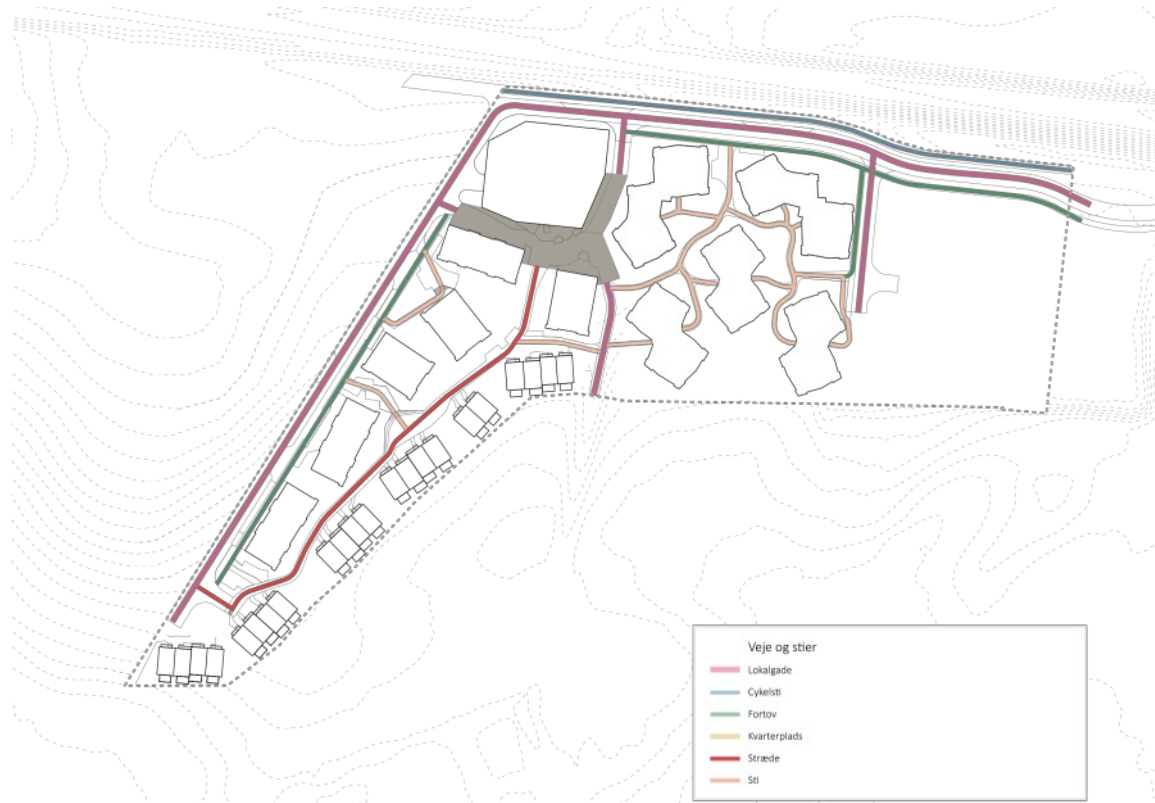 Veje og stier
Lokalgade
Cykelsti
Fortov
Kvarterplads
Stræde
Sti